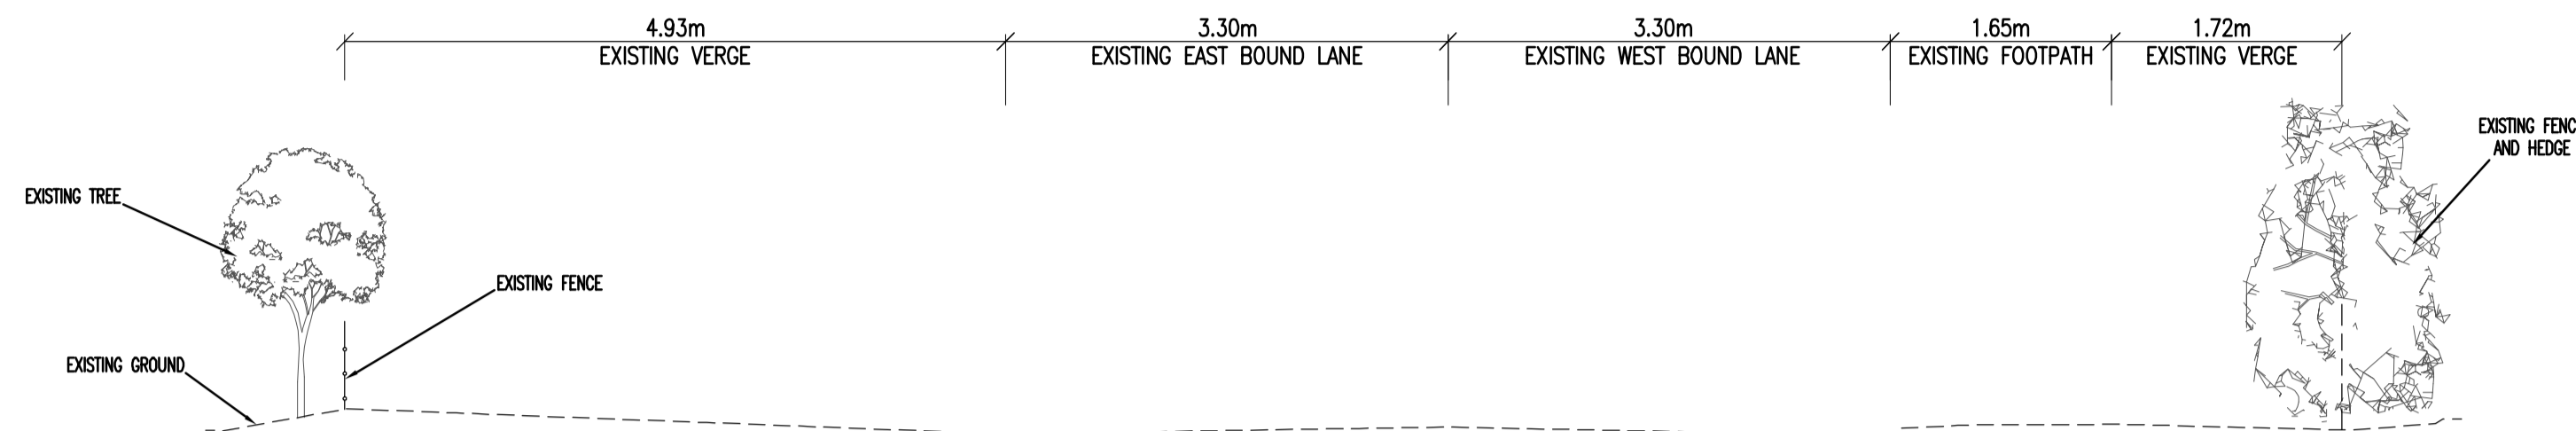 4.93m
EXISTING VERGE
3.30m
EXISTING EAST BOUND LANE
3.30m
EXISTING WEST BOUND LANE
1.65m
EXISTING FOOTPATH
1.72m
EXISTING VERGE
EXISTING FENC
AND HEDGE
EXISTING TREE
EXISTING FENCE
EXISTING GROUND